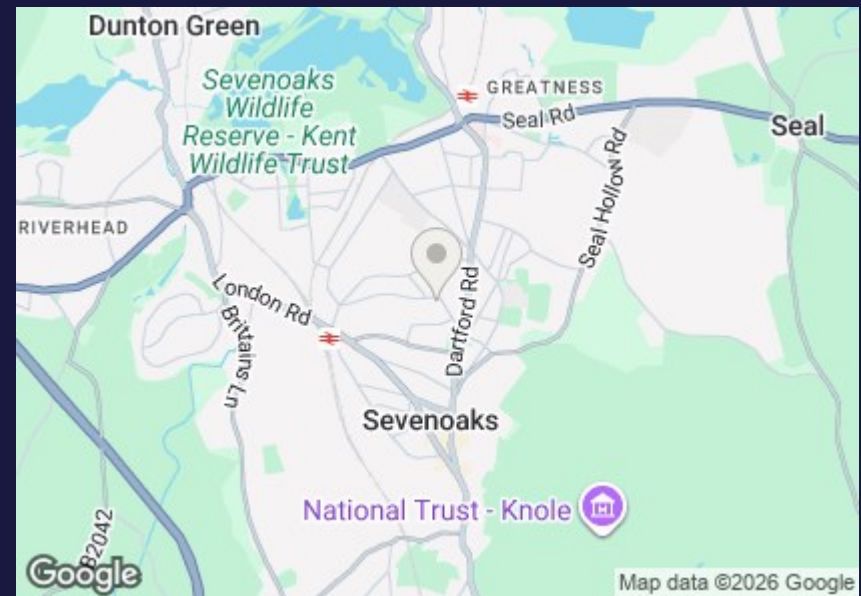 Dunton Green
Sevenoaks
Wildlife
Reserve - Kent
Wildlife Trust
GREATNESS
Seal Rd
Seal
Seal Hollow Rd
RIVERHEAD
London Rd
Brittains Ln
Dartford Rd
Sevenoaks
National Trust - Knole
B2042
Google
Map data ©2026 Google